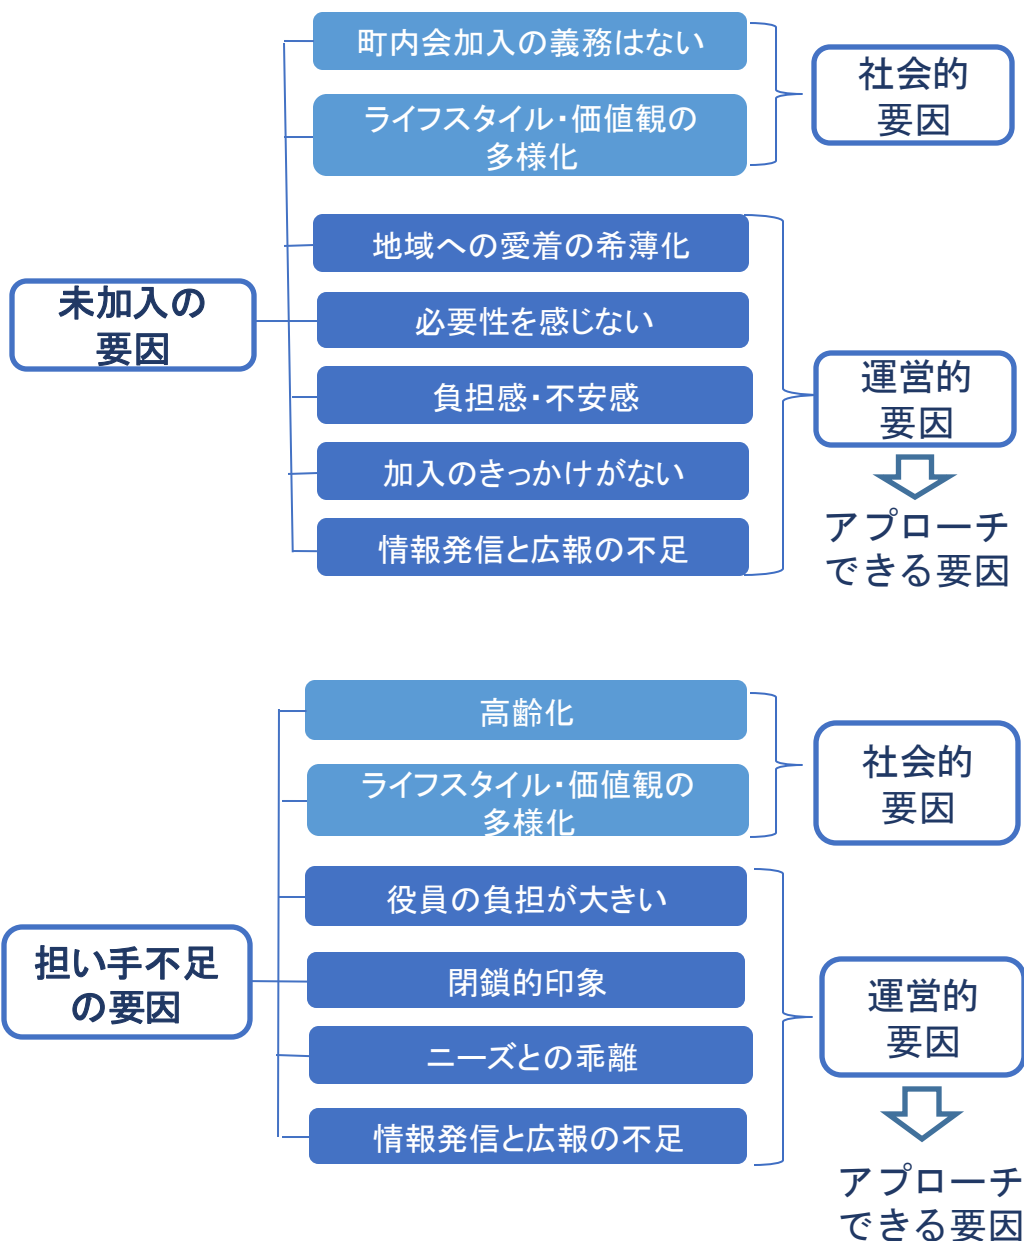 町内会加入の義務はない
ライフスタイル・価値観の
多様化
社会的
要因
地域への愛着の希薄化
未加入の
要因
必要性を感じない
負担感・不安感
加入のきっかけがない
情報発信と広報の不足
運営的
要因
アプローチ
できる要因
高齢化
ライフスタイル・価値観の
多様化
社会的
要因
役員の負担が大きい
担い手不足
の要因
閉鎖的印象
ニーズとの乖離
情報発信と広報の不足
運営的
要因
アプローチ
できる要因